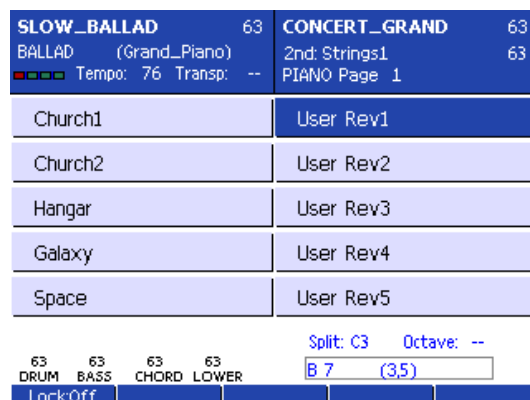 SLOW_BALLAD 63
BALLAD (Grand_Piano)
Tempo: 76 Transp: --
CONCERT_GRAND 63
2nd: Strings1 63
PIANO Page 1
Church1
Church2
Hangar
Galaxy
Space
User Rev1
User Rev2
User Rev3
User Rev4
User Rev5
Split: C3 Octave: --
B 7 (3,5)
63 63 63 63
DRUM BASS CHORD LOWER
Lock:Off